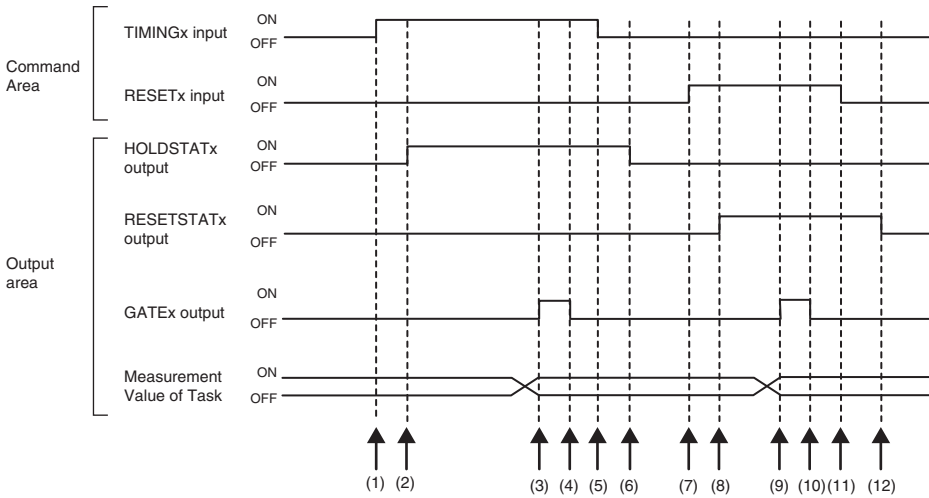 Command
Area
TIMINGx input
ON
OFF
RESETx input
ON
OFF
Output
area
HOLDSTATx
output
ON
OFF
RESETSTATx
output
ON
OFF
GATEx output
ON
OFF
Measurement
Value of Task
ON
OFF
(1) (2) (3) (4) (5) (6) (7) (8) (9) (10) (11) (12)